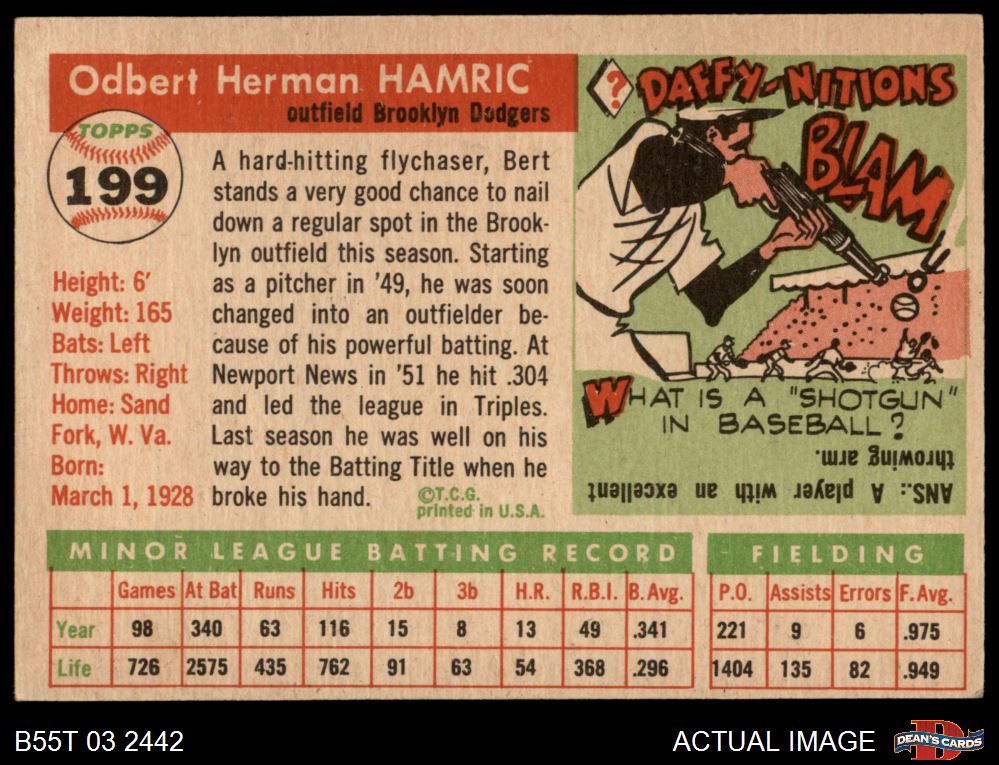 Odbert Herman HAMRIC
outfield Brooklyn Dodgers
TOPPS
199
Height: 6'
Weight: 165
Bats: Left
Throws: Right
Home: Sand
Fork, W. Va.
Born:
March 1, 1928
A hard-hitting flychaser, Bert
stands a very good chance to nail
down a regular spot in the Brook-
lyn outfield this season. Starting
as a pitcher in '49, he was soon
changed into an outfielder be-
cause of his powerful batting. At
Newport News in '51 he hit .304
and led the league in Triples.
Last season he was well on his
way to the Batting Title when he
broke his hand.
©T.C.G.
printed in U.S.A.
?
DAFFY-NITIONS
BLAM
!!
WHAT IS A "SHOTGUN"
IN BASEBALL?
ANS.: A player with an excellent
throwing arm.
MINOR LEAGUE BATTING RECORD
Games At Bat Runs Hits 2b 3b H.R. R.B.I. B. Avg.
Year 98 340 63 116 15 8 13 49 .341
Life 726 2575 435 762 91 63 54 368 .296
FIELDING
P.O. Assists Errors F. Avg.
221 9 6 .975
1404 135 82 .949
B55T 03 2442
ACTUAL IMAGE
DEAN'S CARDS